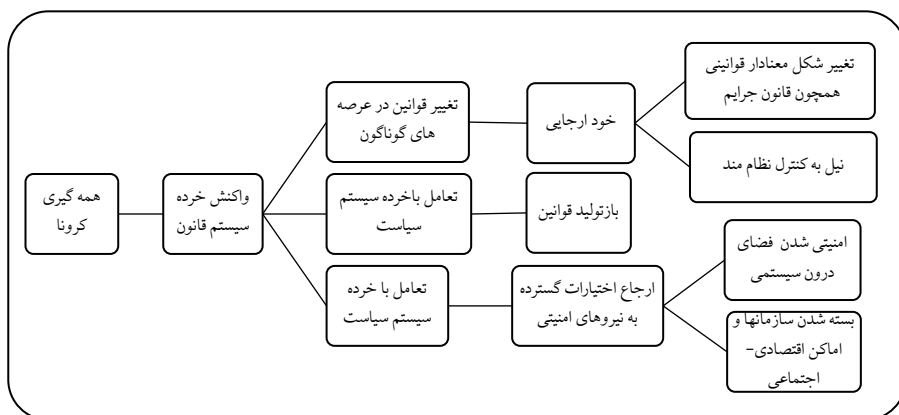 همه گیری
کرونا
واکنش خرده
سیستم قانون
تغییر قوانین در عرصه
های گوناگون
خود ارجایی
تغییر شکل معنادار قوانینی
همچون قانون جرایم
نیل به کنترل نظام مند
تعامل باخرده سیستم
سیاست
بازتولید قوانین
تعامل با خرده
سیستم سیاست
ارجاع اختیارات گسترده
به نیروهای امنیتی
امنیتی شدن فضای
درون سیستمی
بسته شدن سازمانها و
اماکن اقتصادی-
اجتماعی